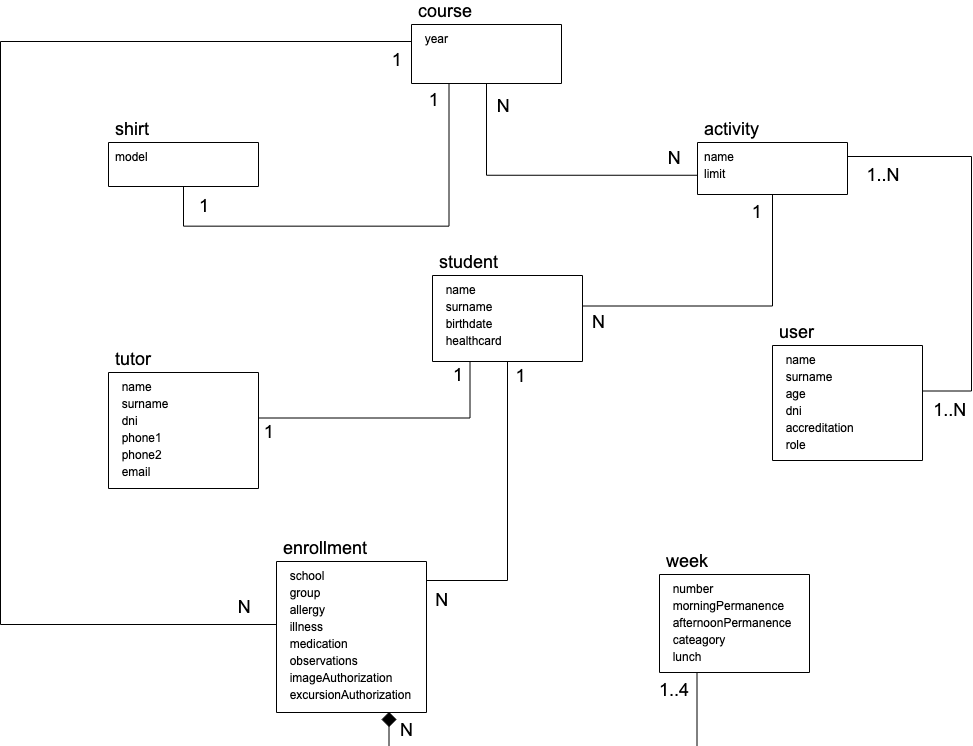 course
year
1
1
N
shirt
model
1
activity
name
limit
N
1..N
1
student
name
surname
birthdate
healthcard
N
1
1
user
name
surname
age
dni
accreditation
role
1..N
tutor
name
surname
dni
phone1
phone2
email
1
enrollment
school
group
allergy
illness
medication
observations
imageAuthorization
excursionAuthorization
N
N
N
week
number
morningPermanence
afternoonPermanence
cateagory
lunch
1..4